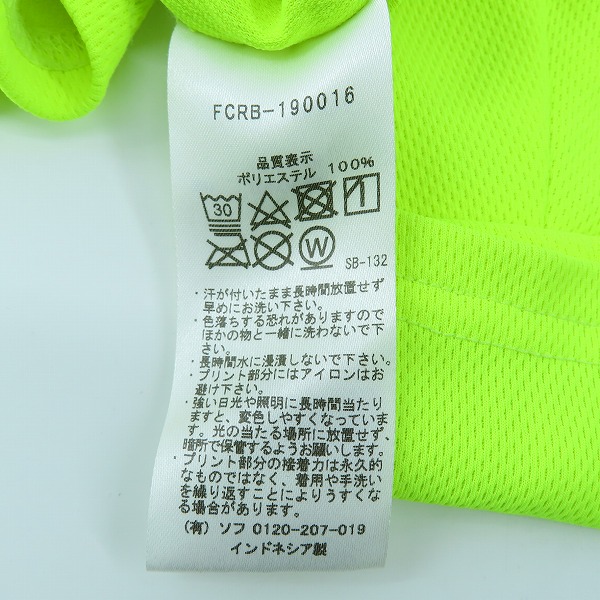 FCRB-190016
品質表示
ポリエステル 100%
30
W
SB-132
・汗が付いたまま長時間放置せず
早めにお洗い下さい。
・色落ちする恐れがありますので
ほかの物と一緒に洗わないで下
さい。
・長時間水に浸漬しないで下さい。
・プリント部分にはアイロンはお
避け下さい。
・強い日光や照明に長時間当たり
ますと、変色しやすくなっていま
す。光の当たる場所に放置せず、
暗所で保管するようお願いします。
・プリント部分の接着力は永久的
なものではなく、着用や手洗い
を繰り返すことによりうすくな
る場合があります。
(有) ソフ 0120-207-019
インドネシア製